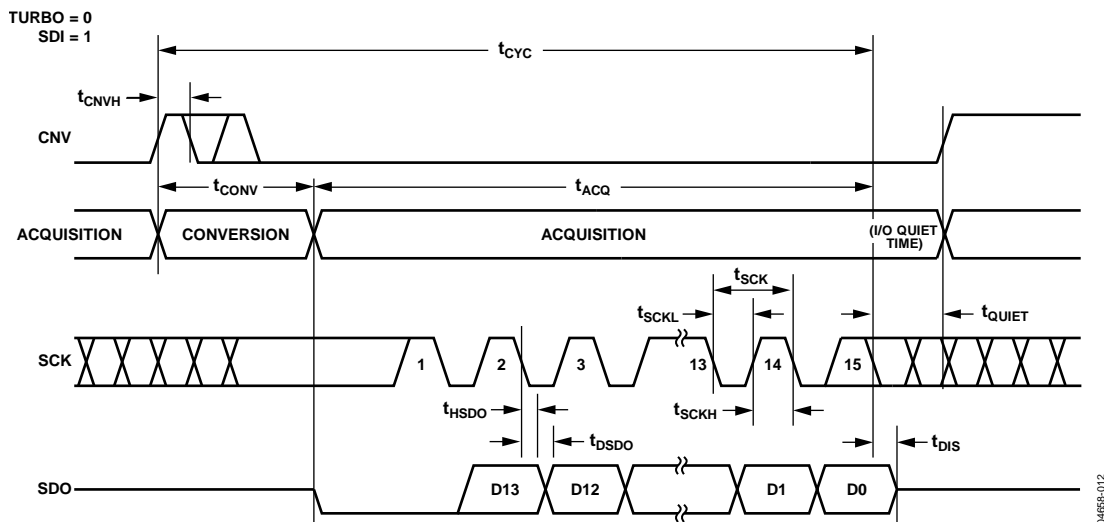 TURBO = 0
SDI = 1
tCYC
tCNVH
CNV
tCONV
tACQ
ACQUISITION
CONVERSION
ACQUISITION
(I/O QUIET
TIME)
tSCK
tSCKL
tQUIET
SCK
1
2
3
13
14
15
tHSDO
tSCKH
tDSDO
tDIS
SDO
D13
D12
D1
D0
04658-012